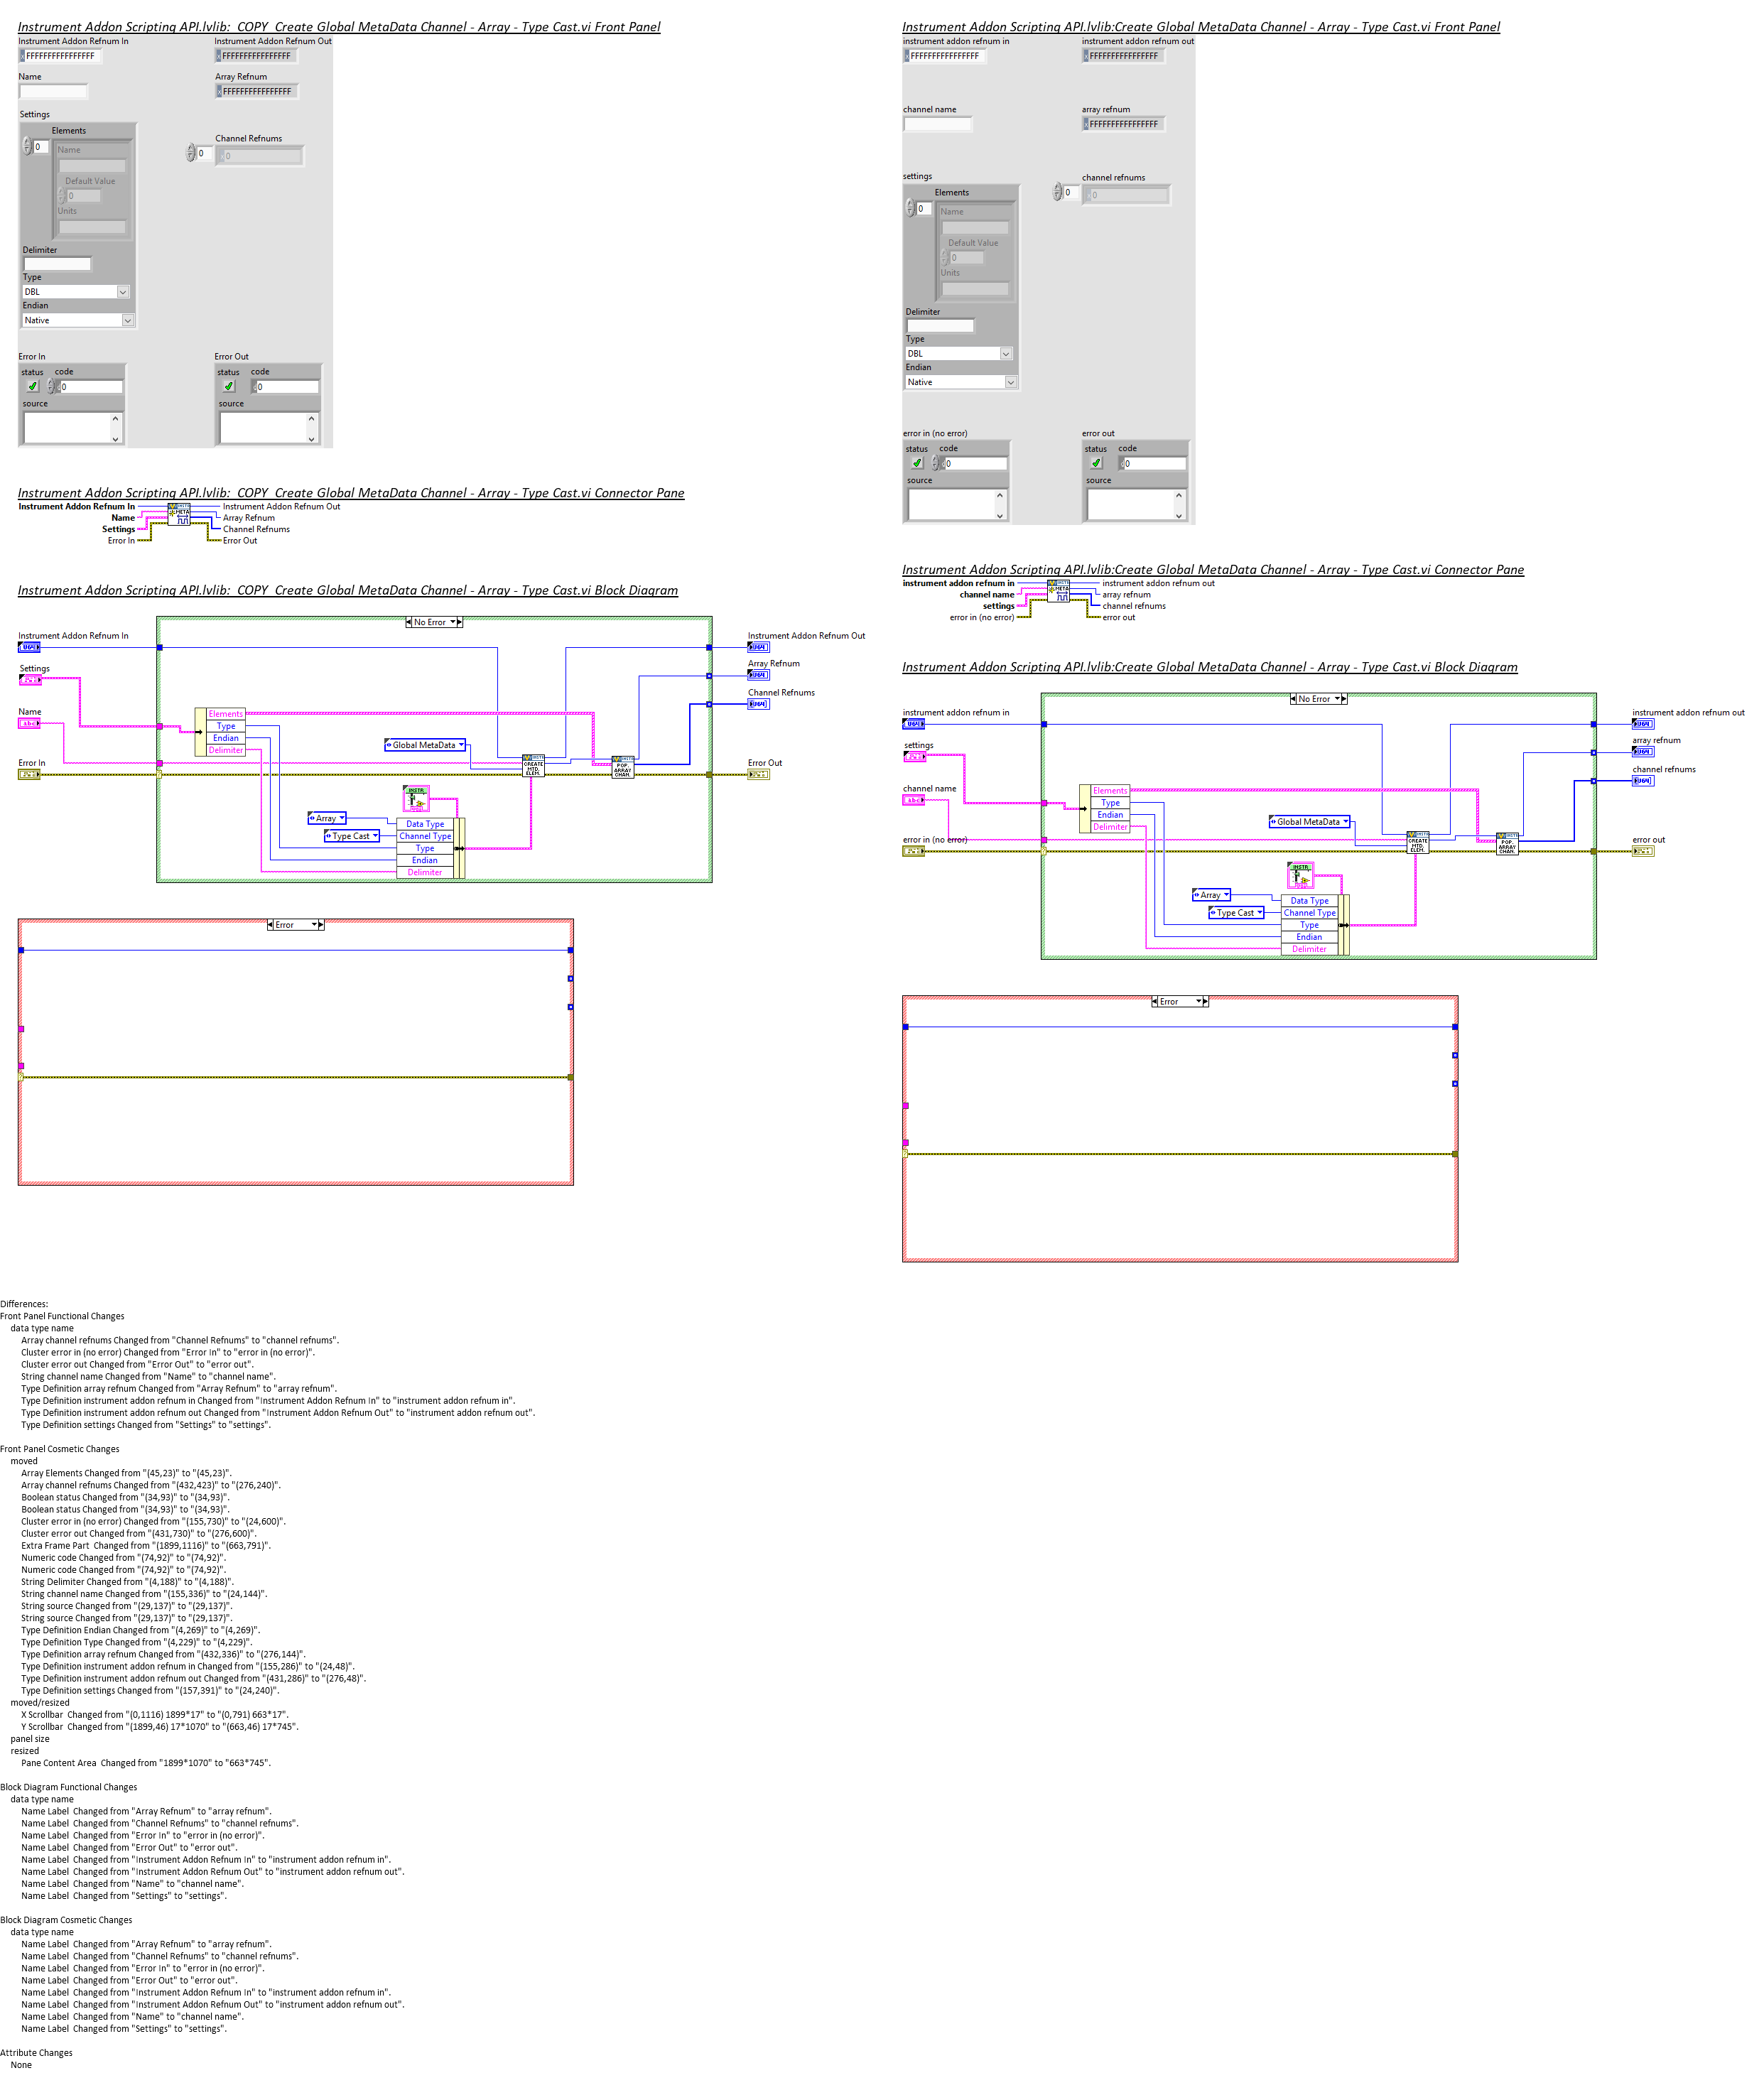 Instrument Addon Scripting API.lvlib:  COPY  Create Global MetaData Channel - Array - Type Cast.vi Front Panel
Instrument Addon Refnum In
Instrument Addon Refnum Out
FFFFFFFFFFFFFFFF
FFFFFFFFFFFFFFFF
Name
Array Refnum
FFFFFFFFFFFFFFFF
Settings
Elements
0
Name
Default Value
0
Units
Channel Refnums
0
0
Delimiter
Type
DBL
Endian
Native
Error In
status
code
0
source
Error Out
status
code
0
source
Instrument Addon Scripting API.lvlib:  COPY  Create Global MetaData Channel - Array - Type Cast.vi Connector Pane
Instrument Addon Refnum In
Name
Settings
Error In
META
Instrument Addon Refnum Out
Array Refnum
Channel Refnums
Error Out
Instrument Addon Scripting API.lvlib:  COPY  Create Global MetaData Channel - Array - Type Cast.vi Block Diagram
No Error
Instrument Addon Refnum In
Settings
Name
Error In
Elements
Type
Endian
Delimiter
Global MetaData
INSTR
Array
Type Cast
Data Type
Channel Type
Type
Endian
Delimiter
CREATE
MTD.
ELEM.
POP.
ARRAY
CHAN.
Instrument Addon Refnum Out
Array Refnum
Channel Refnums
Error Out
Error
Instrument Addon Scripting API.lvlib:Create Global MetaData Channel - Array - Type Cast.vi Front Panel
instrument addon refnum in
instrument addon refnum out
FFFFFFFFFFFFFFFF
FFFFFFFFFFFFFFFF
channel name
array refnum
FFFFFFFFFFFFFFFF
settings
Elements
0
Name
Default Value
0
Units
channel refnums
0
0
Delimiter
Type
DBL
Endian
Native
error in (no error)
status
code
0
source
error out
status
code
0
source
Instrument Addon Scripting API.lvlib:Create Global MetaData Channel - Array - Type Cast.vi Connector Pane
instrument addon refnum in
channel name
settings
error in (no error)
META
instrument addon refnum out
array refnum
channel refnums
error out
Instrument Addon Scripting API.lvlib:Create Global MetaData Channel - Array - Type Cast.vi Block Diagram
No Error
instrument addon refnum in
settings
channel name
error in (no error)
Elements
Type
Endian
Delimiter
Global MetaData
INSTR
Array
Type Cast
Data Type
Channel Type
Type
Endian
Delimiter
CREATE
MTD.
ELEM.
POP.
ARRAY
CHAN.
instrument addon refnum out
array refnum
channel refnums
error out
Error
Differences:
Front Panel Functional Changes
data type name
Array channel refnums Changed from "Channel Refnums" to "channel refnums".
Cluster error in (no error) Changed from "Error In" to "error in (no error)".
Cluster error out Changed from "Error Out" to "error out".
String channel name Changed from "Name" to "channel name".
Type Definition array refnum Changed from "Array Refnum" to "array refnum".
Type Definition instrument addon refnum in Changed from "Instrument Addon Refnum In" to "instrument addon refnum in".
Type Definition instrument addon refnum out Changed from "Instrument Addon Refnum Out" to "instrument addon refnum out".
Type Definition settings Changed from "Settings" to "settings".
Front Panel Cosmetic Changes
moved
Array Elements Changed from "(45,23)" to "(45,23)".
Array channel refnums Changed from "(432,423)" to "(276,240)".
Boolean status Changed from "(34,93)" to "(34,93)".
Boolean status Changed from "(34,93)" to "(34,93)".
Cluster error in (no error) Changed from "(155,730)" to "(24,600)".
Cluster error out Changed from "(431,730)" to "(276,600)".
Extra Frame Part  Changed from "(1899,1116)" to "(663,791)".
Numeric code Changed from "(74,92)" to "(74,92)".
Numeric code Changed from "(74,92)" to "(74,92)".
String Delimiter Changed from "(4,188)" to "(4,188)".
String channel name Changed from "(155,336)" to "(24,144)".
String source Changed from "(29,137)" to "(29,137)".
String source Changed from "(29,137)" to "(29,137)".
Type Definition Endian Changed from "(4,269)" to "(4,269)".
Type Definition Type Changed from "(4,229)" to "(4,229)".
Type Definition array refnum Changed from "(432,336)" to "(276,144)".
Type Definition instrument addon refnum in Changed from "(155,286)" to "(24,48)".
Type Definition instrument addon refnum out Changed from "(431,286)" to "(276,48)".
Type Definition settings Changed from "(157,391)" to "(24,240)".
moved/resized
X Scrollbar  Changed from "(0,1116) 1899*17" to "(0,791) 663*17".
Y Scrollbar  Changed from "(1899,46) 17*1070" to "(663,46) 17*745".
panel size
resized
Pane Content Area  Changed from "1899*1070" to "663*745".
Block Diagram Functional Changes
data type name
Name Label  Changed from "Array Refnum" to "array refnum".
Name Label  Changed from "Channel Refnums" to "channel refnums".
Name Label  Changed from "Error In" to "error in (no error)".
Name Label  Changed from "Error Out" to "error out".
Name Label  Changed from "Instrument Addon Refnum In" to "instrument addon refnum in".
Name Label  Changed from "Instrument Addon Refnum Out" to "instrument addon refnum out".
Name Label  Changed from "Name" to "channel name".
Name Label  Changed from "Settings" to "settings".
Block Diagram Cosmetic Changes
data type name
Name Label  Changed from "Array Refnum" to "array refnum".
Name Label  Changed from "Channel Refnums" to "channel refnums".
Name Label  Changed from "Error In" to "error in (no error)".
Name Label  Changed from "Error Out" to "error out".
Name Label  Changed from "Instrument Addon Refnum In" to "instrument addon refnum in".
Name Label  Changed from "Instrument Addon Refnum Out" to "instrument addon refnum out".
Name Label  Changed from "Name" to "channel name".
Name Label  Changed from "Settings" to "settings".
Attribute Changes
None